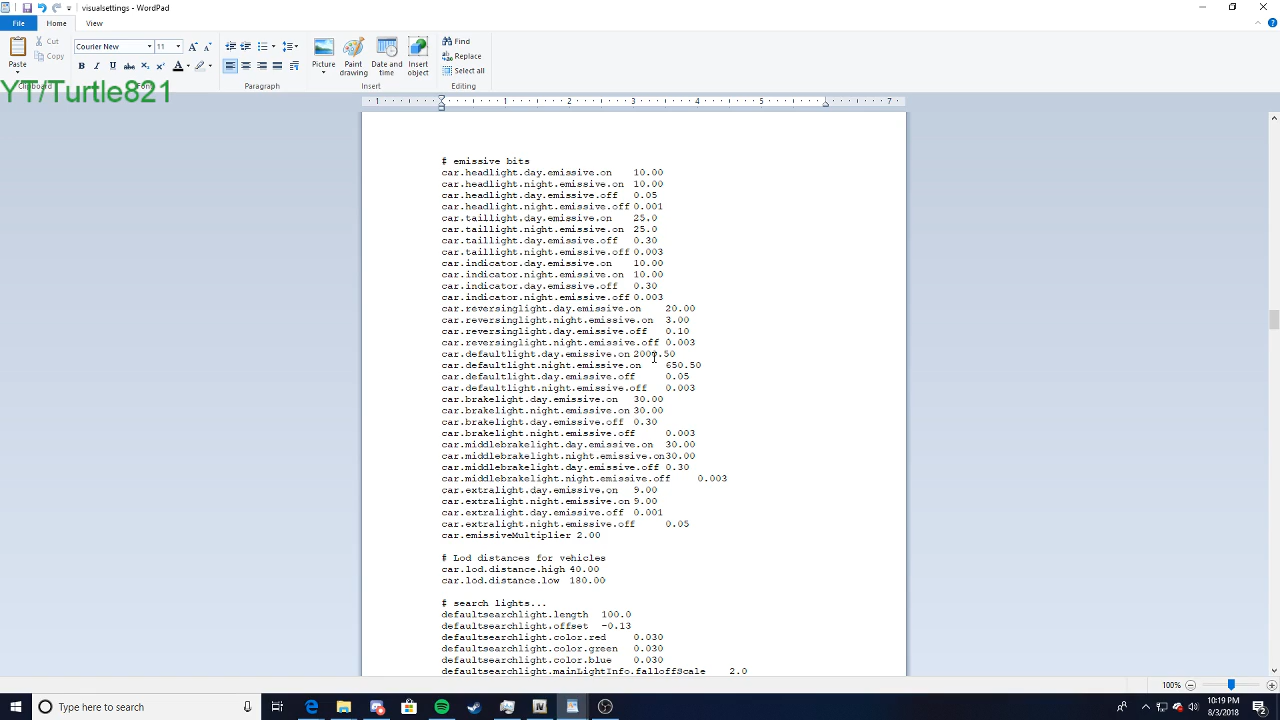 visualsettings - WordPad
File Home View
Cut
Copy
Paste
Clipboard
Courier New 11
Font
Paragraph
Picture
Paint drawing
Date and time
Insert object
Insert
Find
Replace
Select all
Editing
YT/Turtle821
1 1 2 3 4 5 7
# emissive bits
car.headlight.day.emissive.on 10.00
car.headlight.night.emissive.on 10.00
car.headlight.day.emissive.off 0.05
car.headlight.night.emissive.off 0.001
car.taillight.day.emissive.on 25.0
car.taillight.night.emissive.on 25.0
car.taillight.day.emissive.off 0.30
car.taillight.night.emissive.off 0.003
car.indicator.day.emissive.on 10.00
car.indicator.night.emissive.on 10.00
car.indicator.day.emissive.off 0.30
car.indicator.night.emissive.off 0.003
car.reversinglight.day.emissive.on 20.00
car.reversinglight.night.emissive.on 3.00
car.reversinglight.day.emissive.off 0.10
car.reversinglight.night.emissive.off 0.003
car.defaultlight.day.emissive.on 2000.50
car.defaultlight.night.emissive.on 650.50
car.defaultlight.day.emissive.off 0.05
car.defaultlight.night.emissive.off 0.003
car.brakelight.day.emissive.on 30.00
car.brakelight.night.emissive.on 30.00
car.brakelight.day.emissive.off 0.30
car.brakelight.night.emissive.off 0.003
car.middlebrakelight.day.emissive.on 30.00
car.middlebrakelight.night.emissive.on30.00
car.middlebrakelight.day.emissive.off 0.30
car.middlebrakelight.night.emissive.off 0.003
car.extralight.day.emissive.on 9.00
car.extralight.night.emissive.on 9.00
car.extralight.day.emissive.off 0.001
car.extralight.night.emissive.off 0.05
car.emissiveMultiplier 2.00
# Lod distances for vehicles
car.lod.distance.high 40.00
car.lod.distance.low 180.00
# search lights...
defaultsearchlight.length 100.0
defaultsearchlight.offset -0.13
defaultsearchlight.color.red 0.030
defaultsearchlight.color.green 0.030
defaultsearchlight.color.blue 0.030
defaultsearchlight.mainLightInfo.falloffScale 2.0
100%
Type here to search
10:19 PM
8/3/2018
2